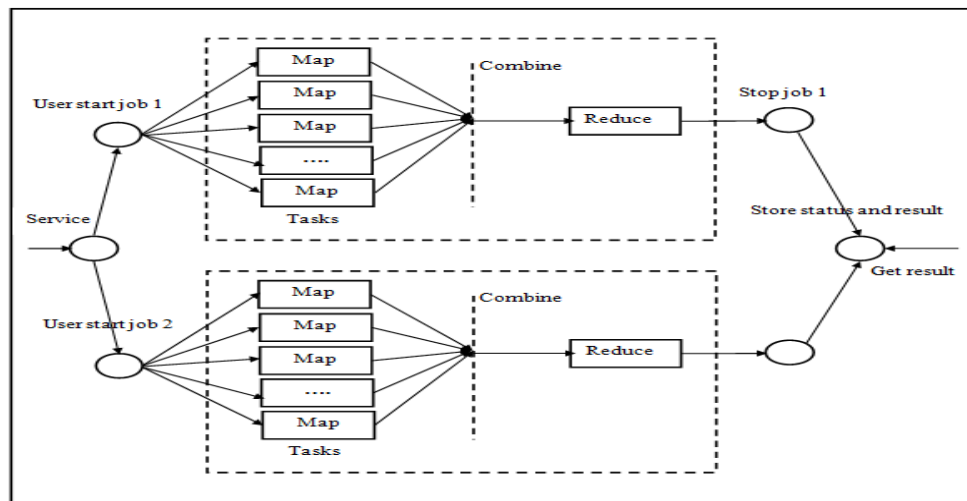 Map
Combine
User start job 1
Map
Stop job 1
Map
Reduce
....
Map
Tasks
Service
Store status and result
Get result
Map
Combine
User start job 2
Map
Map
Reduce
....
Map
Tasks